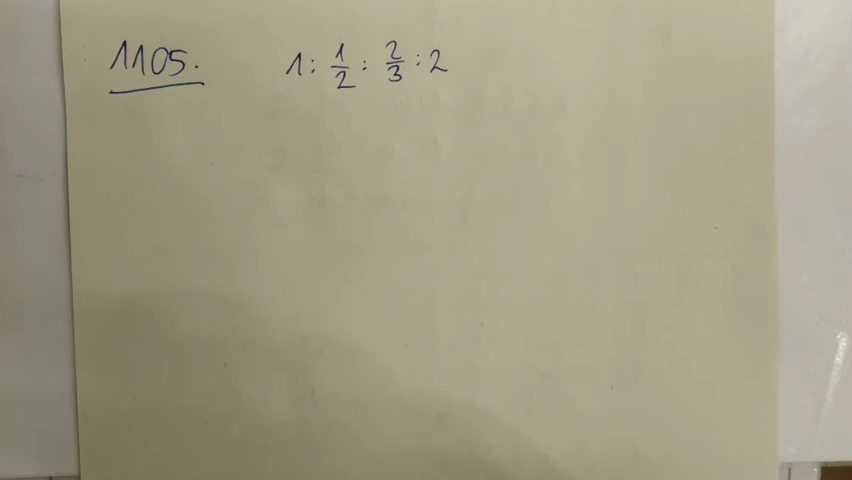 1105. 1 : 1/2 : 2/3 : 2